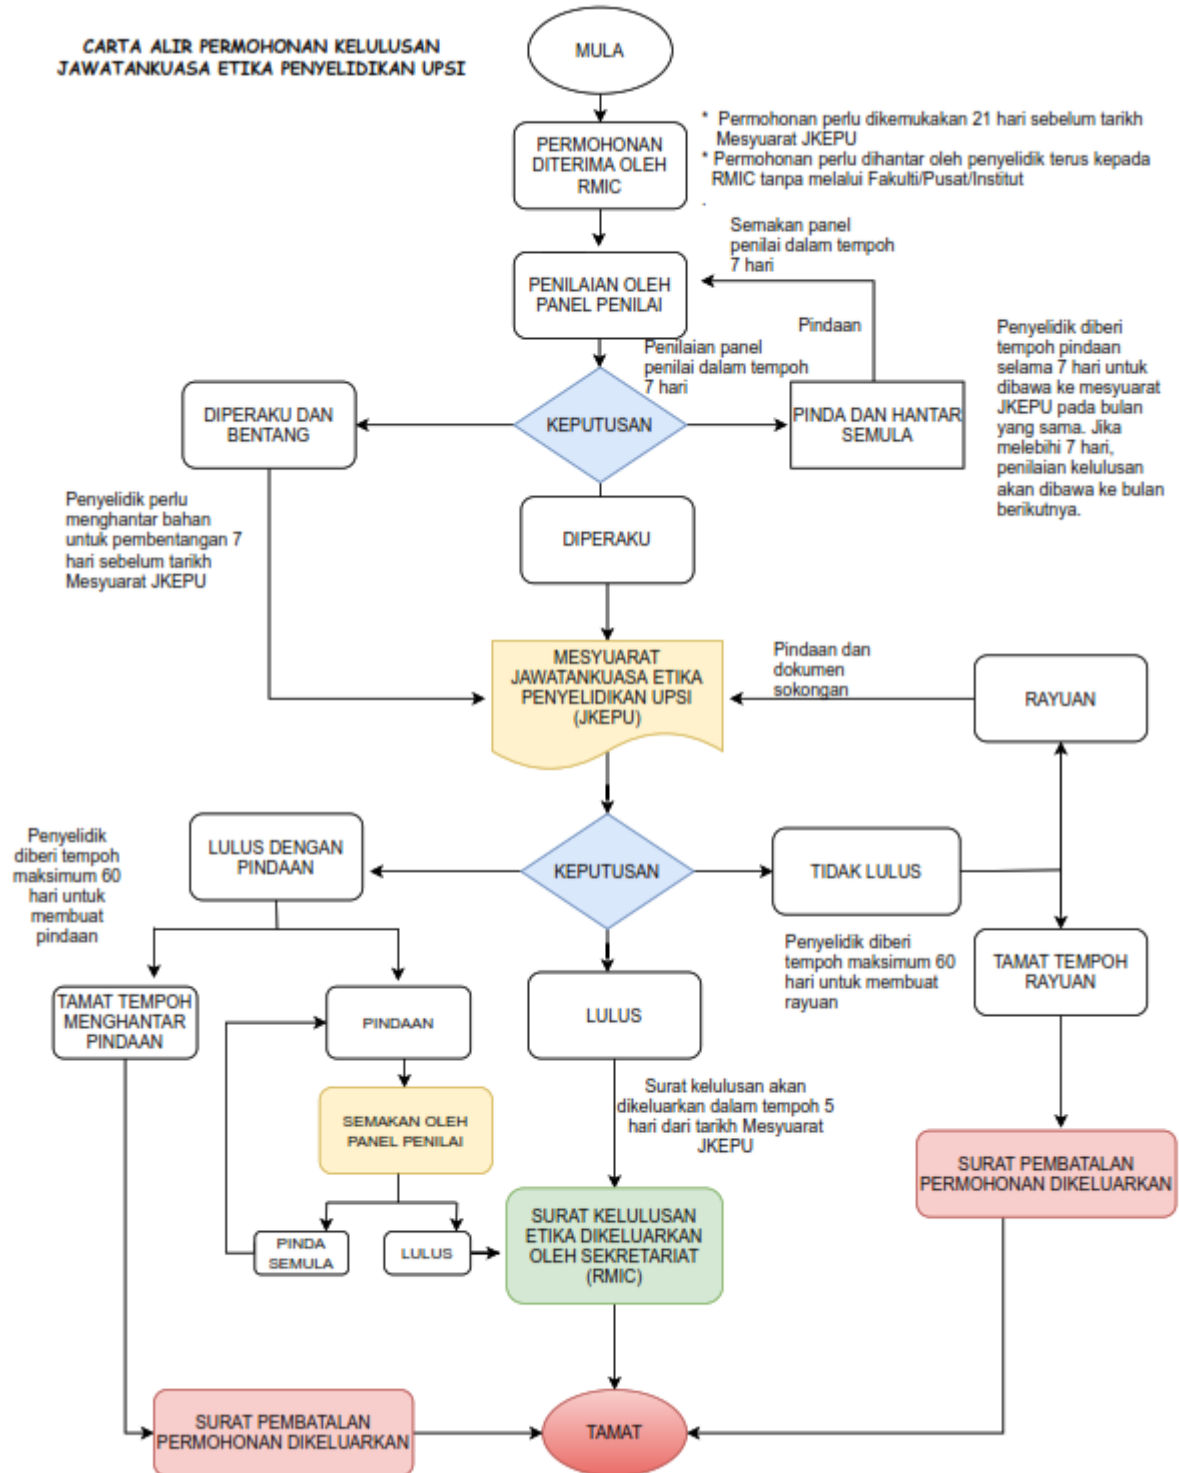 CARTA ALIR PERMOHONAN KELULUSAN
JAWATANKUASA ETIKA PENYELIDIKAN UPSI
MULA
PERMOHONAN
DITERIMA OLEH
RMIC
* Permohonan perlu dikemukakan 21 hari sebelum tarikh
Mesyuarat JKEPU
* Permohonan perlu dihantar oleh penyelidik terus kepada
RMIC tanpa melalui Fakulti/Pusat/Institut
.
Semakan panel
penilai dalam tempoh
7 hari
PENILAIAN OLEH
PANEL PENILAI
Pindaan
Penilaian panel
penilai dalam tempoh
7 hari
Penyelidik diberi
tempoh pindaan
selama 7 hari untuk
dibawa ke mesyuarat
JKEPU pada bulan
yang sama. Jika
melebihi 7 hari,
penilaian kelulusan
akan dibawa ke bulan
berikutnya.
DIPERAKU DAN
BENTANG
KEPUTUSAN
PINDA DAN HANTAR
SEMULA
Penyelidik perlu
menghantar bahan
untuk pembentangan 7
hari sebelum tarikh
Mesyuarat JKEPU
DIPERAKU
MESYUARAT
JAWATANKUASA ETIKA
PENYELIDIKAN UPSI
(JKEPU)
Pindaan dan
dokumen
sokongan
RAYUAN
Penyelidik
diberi tempoh
maksimum 60
hari untuk
membuat
pindaan
LULUS DENGAN
PINDAAN
KEPUTUSAN
TIDAK LULUS
Penyelidik diberi
tempoh maksimum 60
hari untuk membuat
rayuan
TAMAT TEMPOH
RAYUAN
TAMAT TEMPOH
MENGHANTAR
PINDAAN
PINDAAN
LULUS
Surat kelulusan akan
dikeluarkan dalam tempoh 5
hari dari tarikh Mesyuarat
JKEPU
SEMAKAN OLEH
PANEL PENILAI
SURAT PEMBATALAN
PERMOHONAN DIKELUARKAN
PINDA
SEMULA
LULUS
SURAT KELULUSAN
ETIKA DIKELUARKAN
OLEH SEKRETARIAT
(RMIC)
SURAT PEMBATALAN
PERMOHONAN DIKELUARKAN
TAMAT